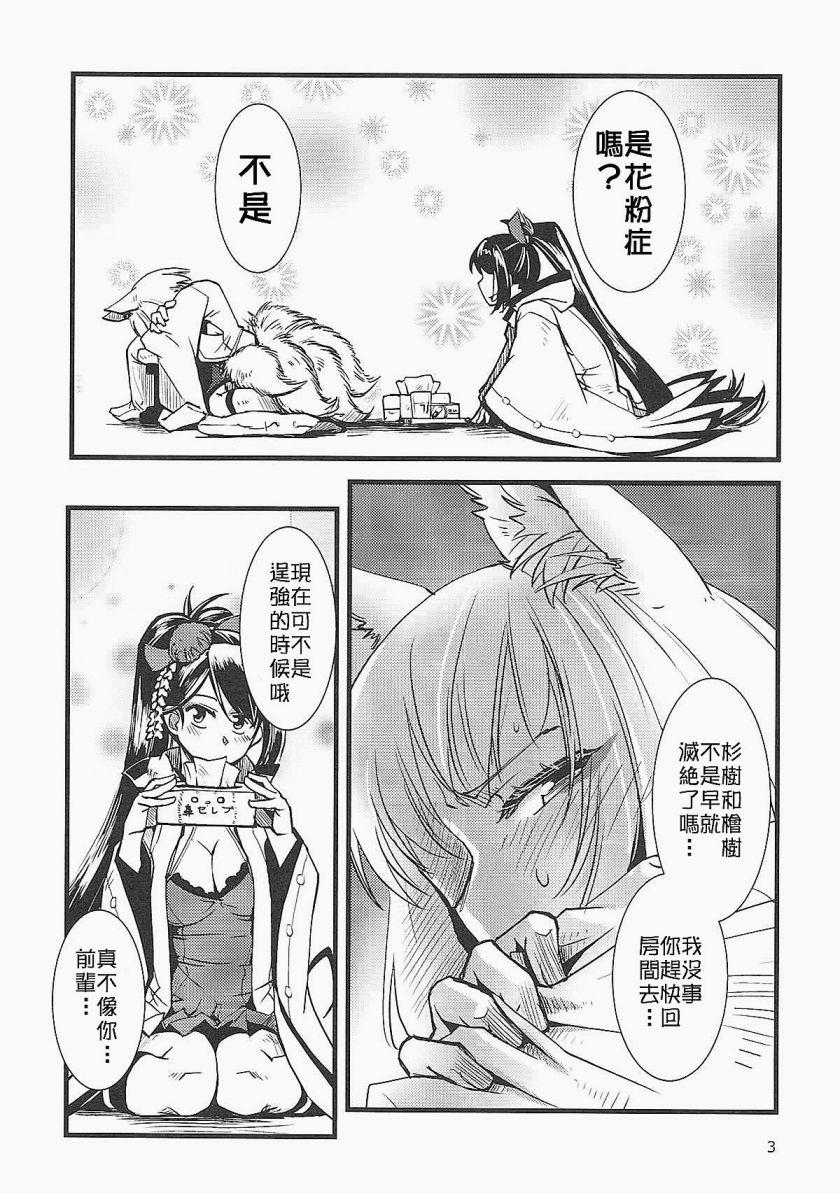 是花粉症
嗎？
不是
杉樹和檜樹
不是早就
滅絕了嗎…
我沒事
你趕快回
房間去…
現在可不是
逞強的時候哦
鼻セレブ
真不像你…
前輩…
3